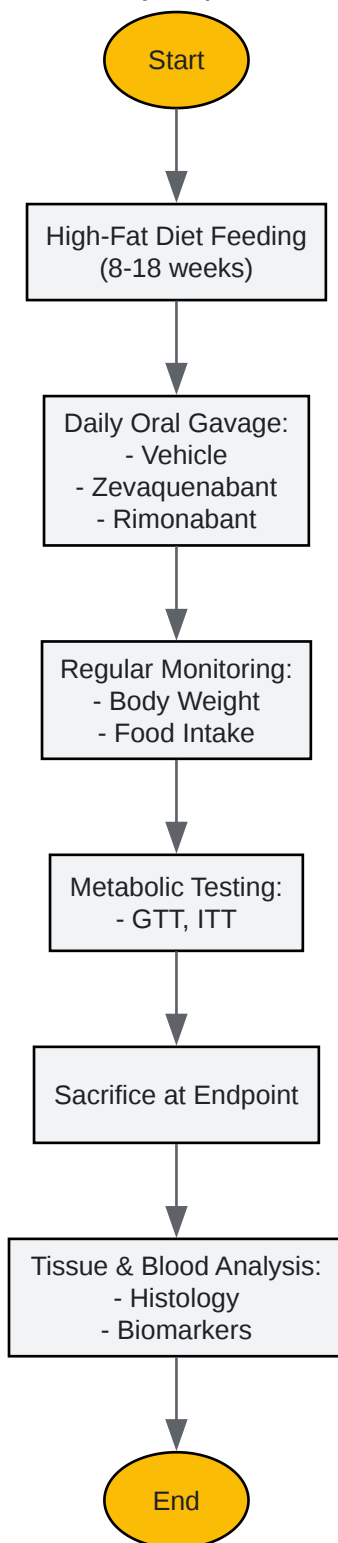 Start
High-Fat Diet Feeding
(8-18 weeks)
Daily Oral Gavage:
- Vehicle
- Zevaquenabant
- Rimonabant
Regular Monitoring:
- Body Weight
- Food Intake
Metabolic Testing:
- GTT, ITT
Sacrifice at Endpoint
Tissue & Blood Analysis:
- Histology
- Biomarkers
End